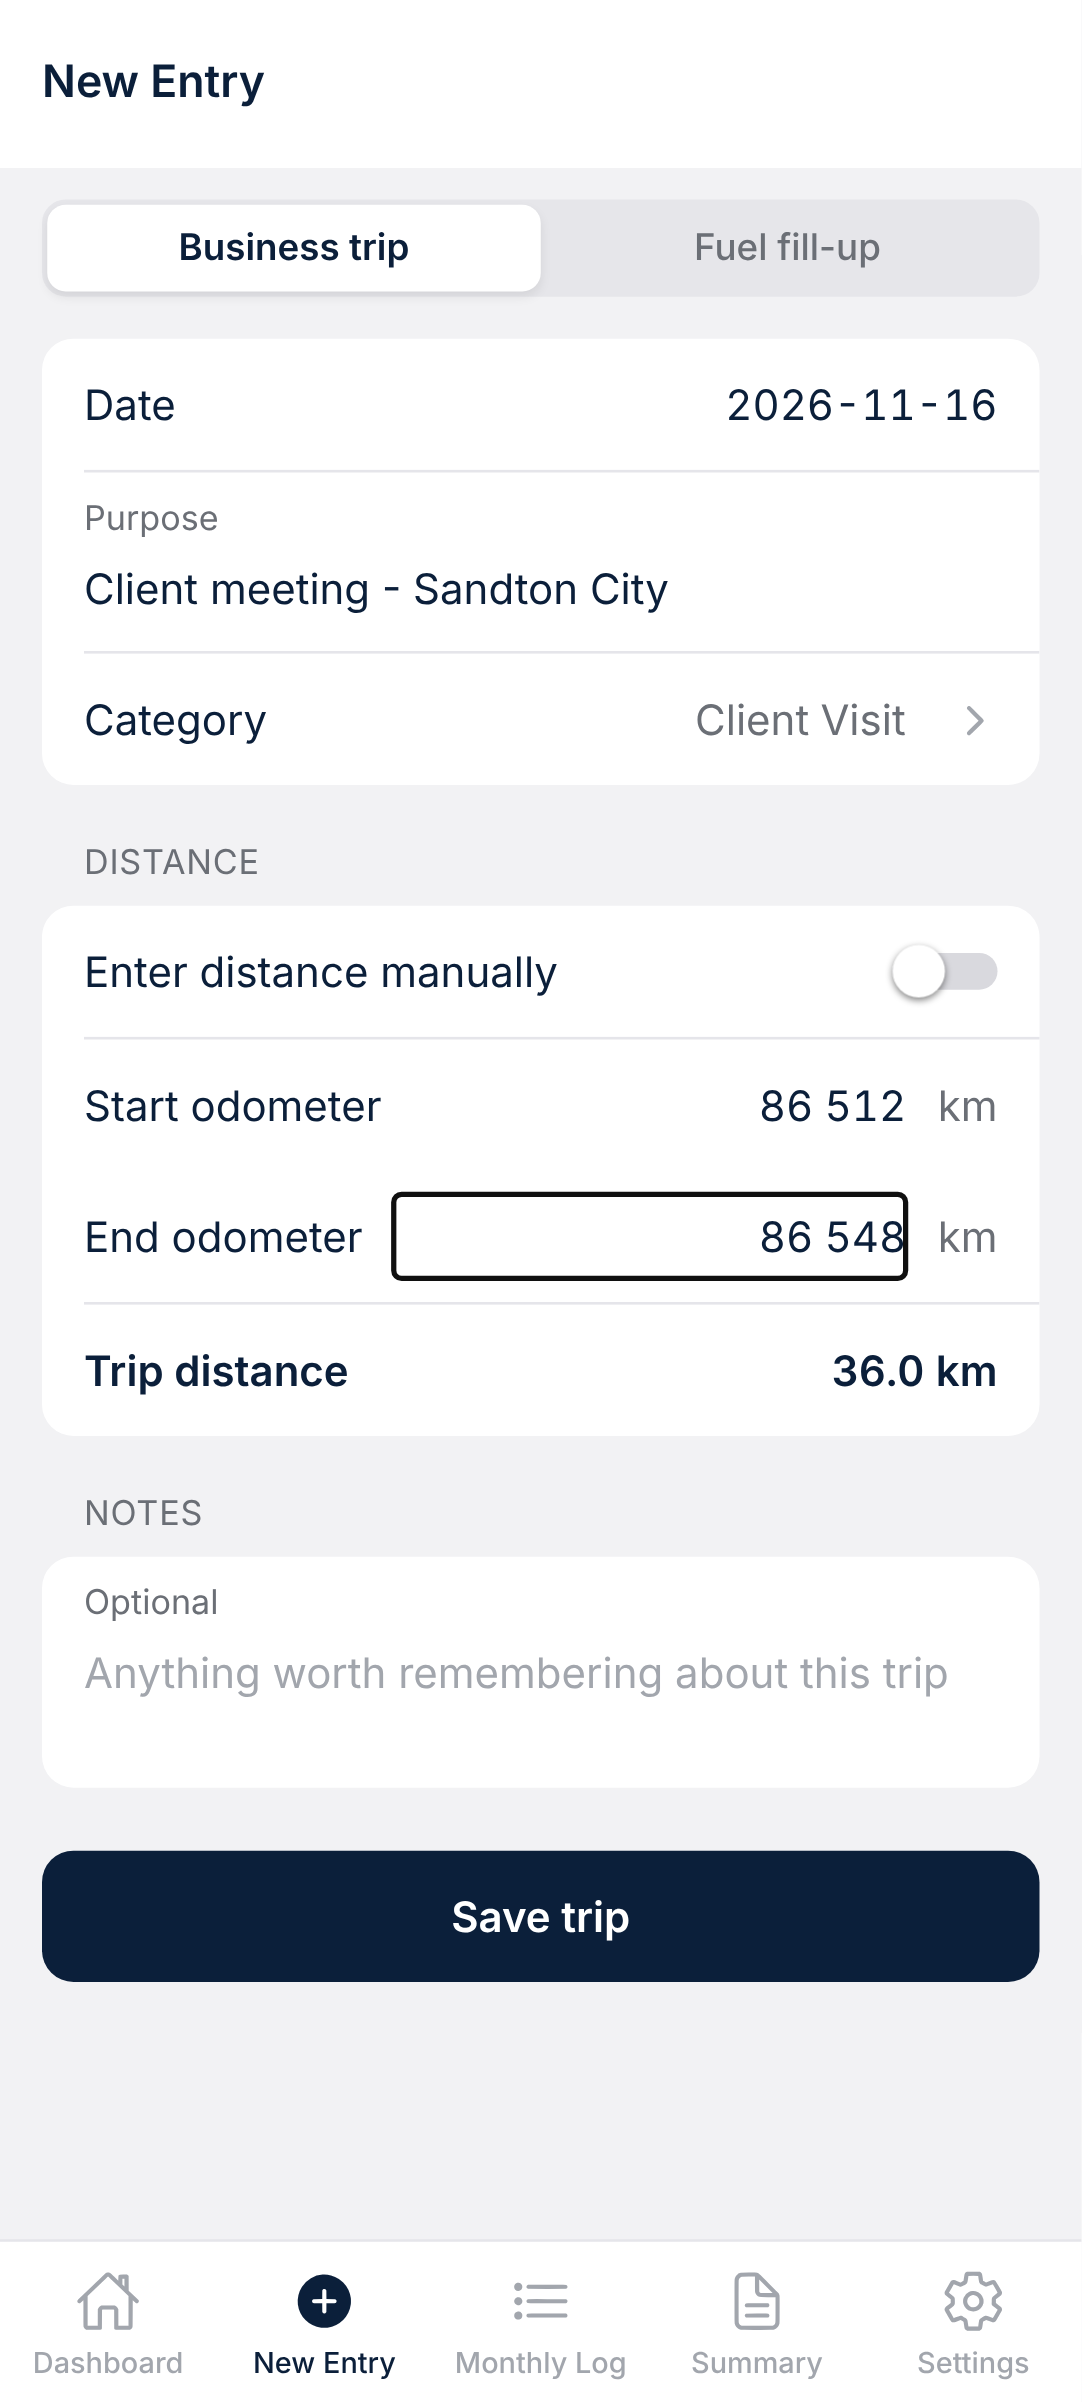 New Entry
Business trip Fuel fill-up
Date 2026-11-16
Purpose
Client meeting - Sandton City
Category Client Visit
DISTANCE
Enter distance manually
Start odometer 86 512 km
End odometer 86 548 km
Trip distance 36.0 km
NOTES
Optional
Anything worth remembering about this trip
Save trip
Dashboard New Entry Monthly Log Summary Settings